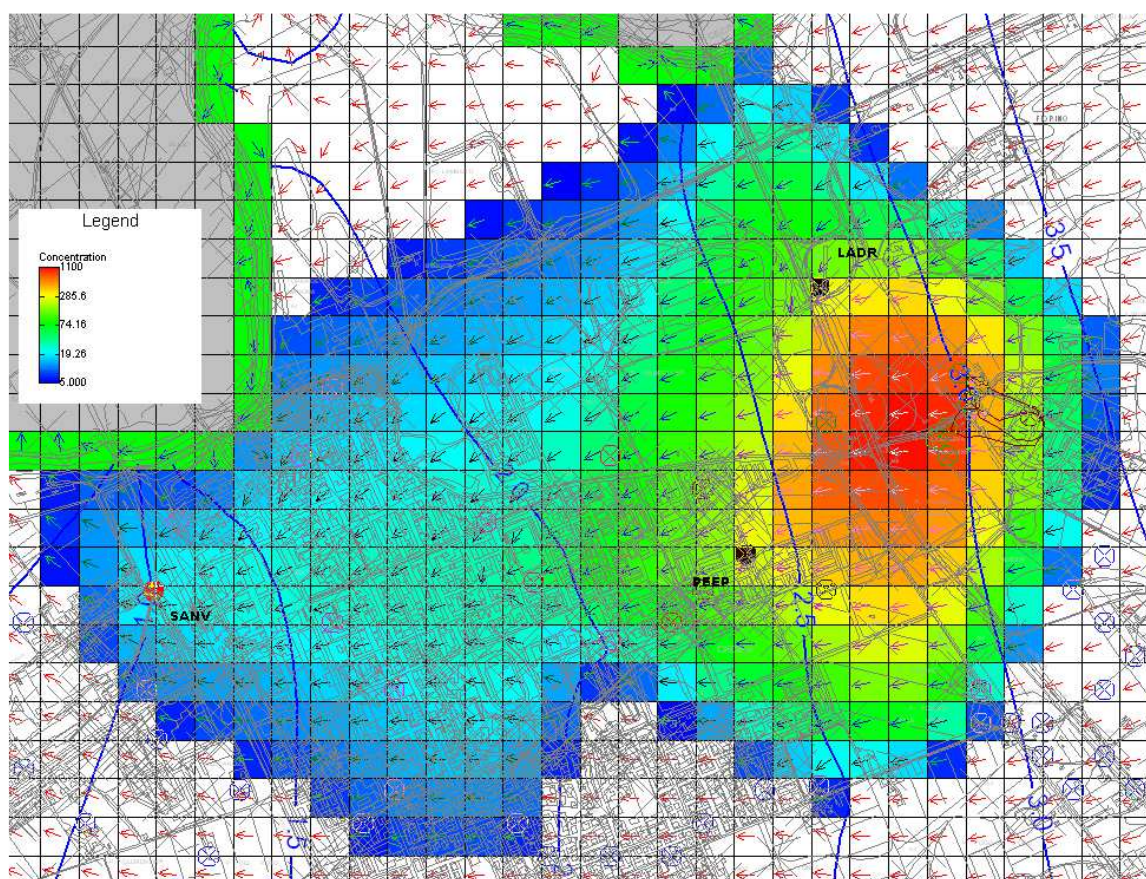 POPINO
3.5
Legend
Concentration
1100
285.6
74.16
19.26
5.000
LADR
3.0
2.0
PEEP
2.5
SANV
1.5
3.0